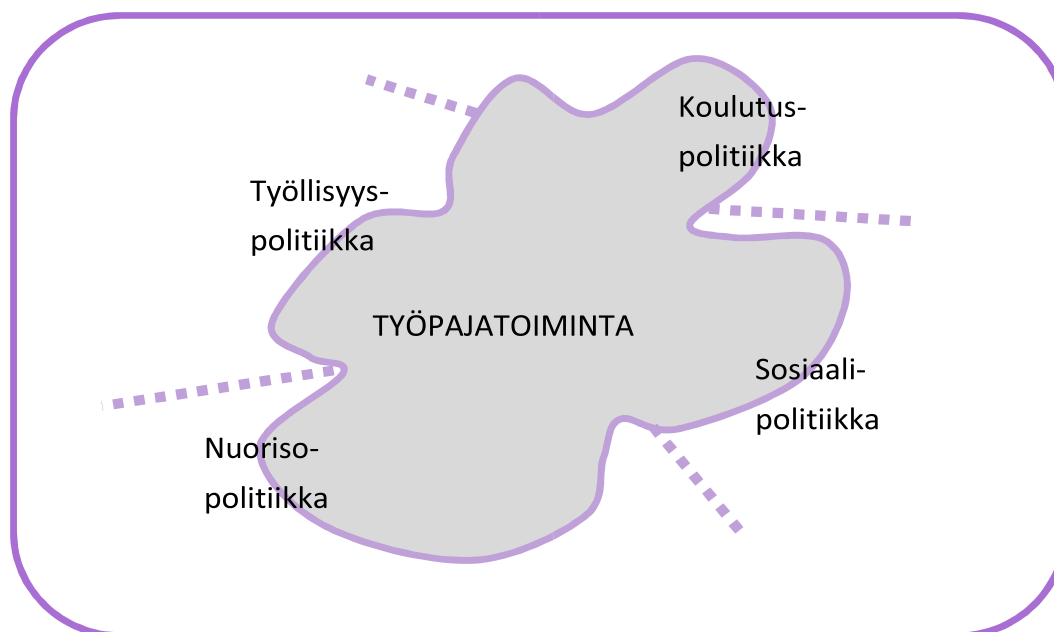 Koulutus-
politiikka
Työllisyys-
politiikka
TYÖPAJATOIMINTA
Sosiaali-
politiikka
Nuoriso-
politiikka